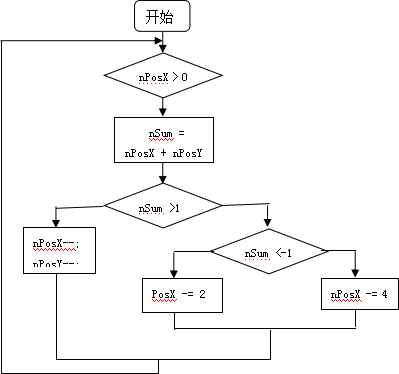 开始
nPosX > 0
nSum =
nPosX + nPosY
nSum >1
nPosX--;
nPosY--;
nSum <-1
PosX -= 2
nPosX -= 4